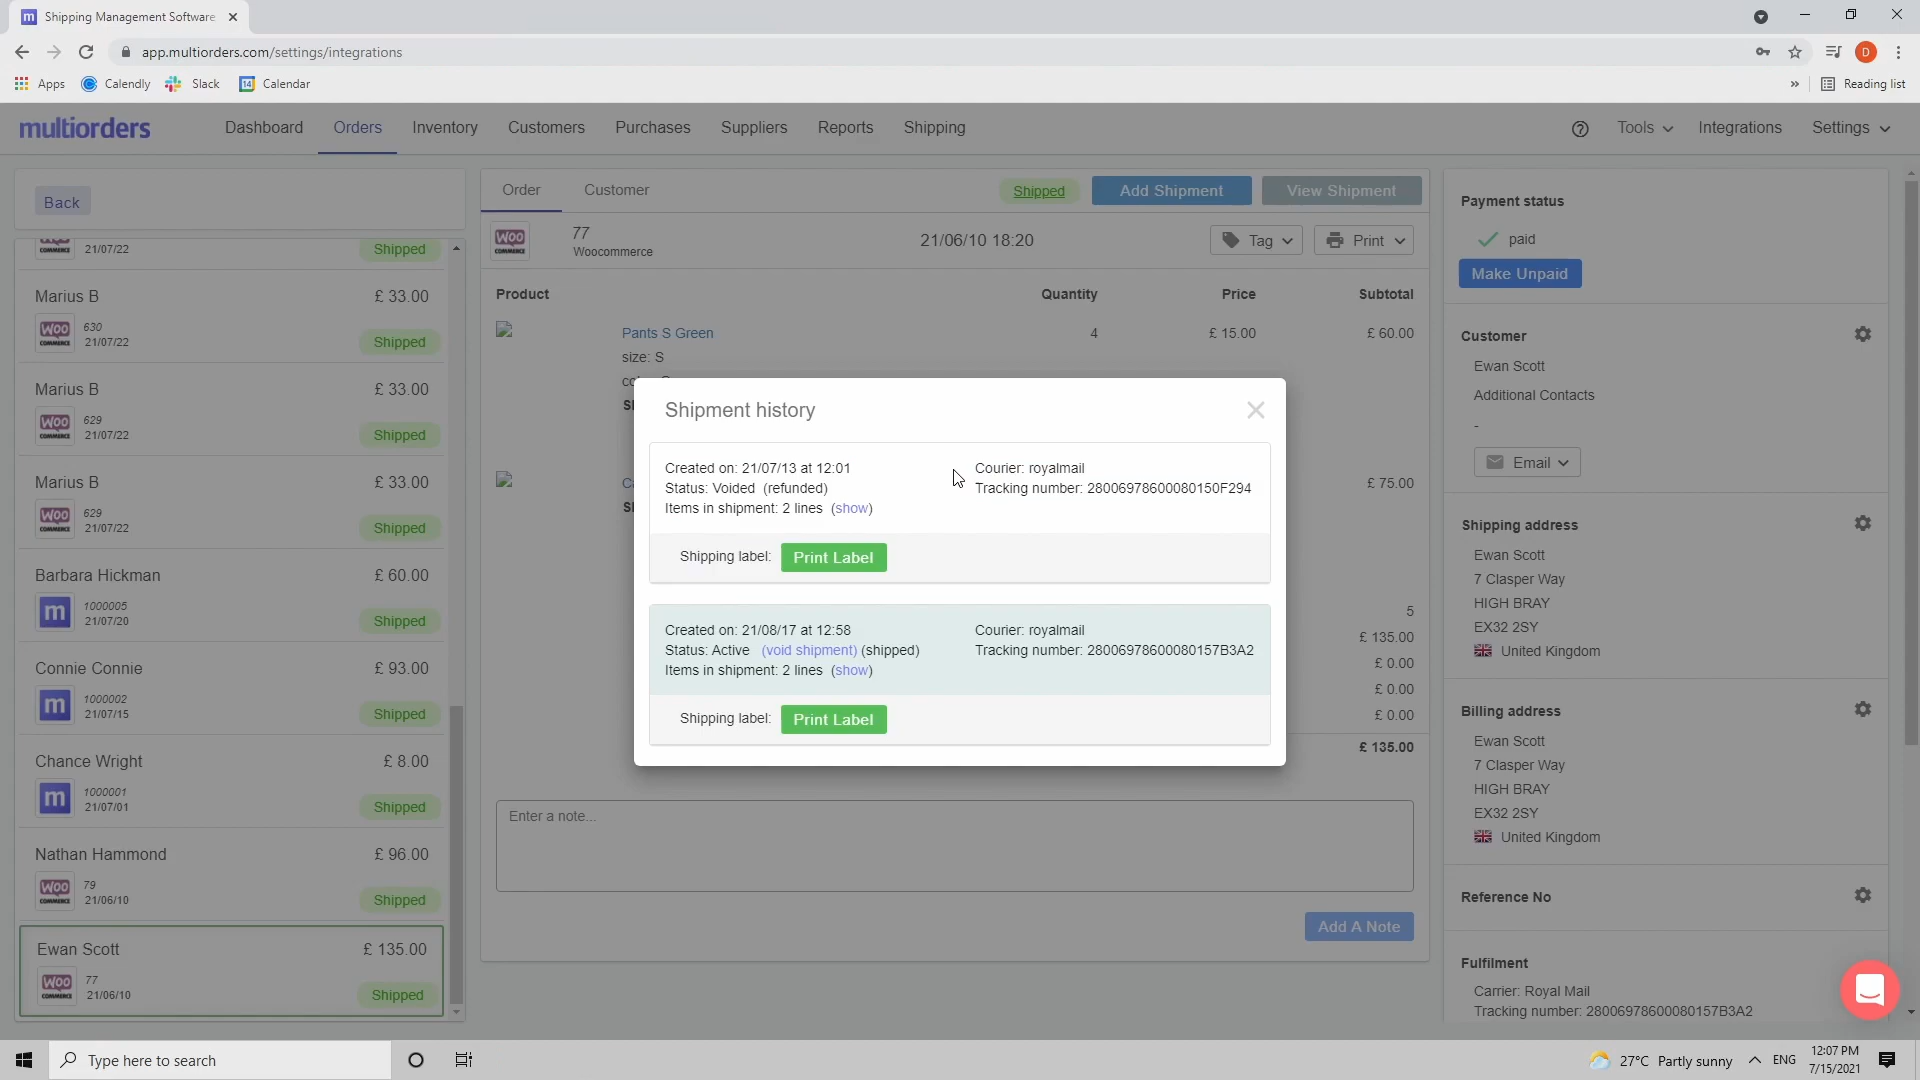 Shipping Management Software
app.multiorders.com/settings/integrations
D
Apps
Calendly
Slack
14
Calendar
»
Reading list
multiorders
Dashboard
Orders
Inventory
Customers
Purchases
Suppliers
Reports
Shipping
Tools
Integrations
Settings
Back
21/07/22
Shipped
Marius B
£ 33.00
WOO
COMMERCE
630
21/07/22
Shipped
Marius B
£ 33.00
WOO
COMMERCE
629
21/07/22
Shipped
Marius B
£ 33.00
WOO
COMMERCE
629
21/07/22
Shipped
Barbara Hickman
£ 60.00
m
1000005
21/07/20
Shipped
Connie Connie
£ 93.00
m
1000002
21/07/15
Shipped
Chance Wright
£ 8.00
m
1000001
21/07/01
Shipped
Nathan Hammond
£ 96.00
WOO
COMMERCE
79
21/06/10
Shipped
Ewan Scott
£ 135.00
WOO
COMMERCE
77
21/06/10
Shipped
Order
Customer
Shipped
Add Shipment
View Shipment
WOO
COMMERCE
77
Woocommerce
21/06/10 18:20
Tag
Print
Product
Quantity
Price
Subtotal
Pants S Green
4
£ 15.00
£ 60.00
size: S
£ 75.00
5
£ 135.00
£ 0.00
£ 0.00
£ 0.00
£ 135.00
Enter a note...
Add A Note
Shipment history
Created on: 21/07/13 at 12:01
Status: Voided (refunded)
Items in shipment: 2 lines (show)
Courier: royalmail
Tracking number: 28006978600080150F294
Shipping label:
Print Label
Created on: 21/08/17 at 12:58
Status: Active (void shipment) (shipped)
Items in shipment: 2 lines (show)
Courier: royalmail
Tracking number: 28006978600080157B3A2
Shipping label:
Print Label
Payment status
paid
Make Unpaid
Customer
Ewan Scott
Additional Contacts
-
Email
Shipping address
Ewan Scott
7 Clasper Way
HIGH BRAY
EX32 2SY
United Kingdom
Billing address
Ewan Scott
7 Clasper Way
HIGH BRAY
EX32 2SY
United Kingdom
Reference No
Fulfilment
Carrier: Royal Mail
Tracking number: 28006978600080157B3A2
Type here to search
27°C Partly sunny
ENG
12:07 PM
7/15/2021